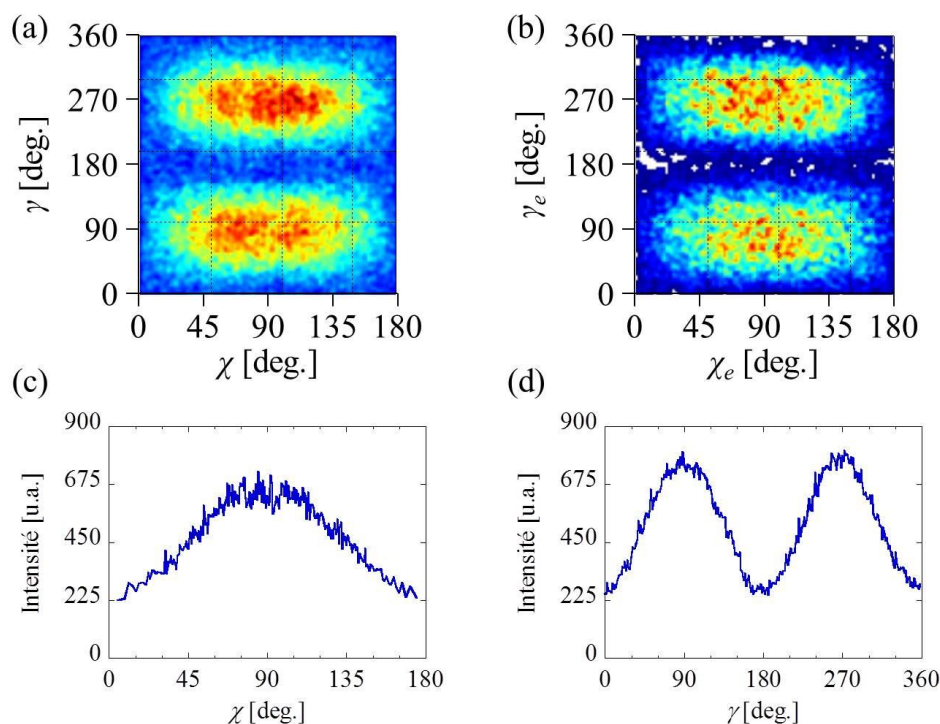 (a)
(b)
γ [deg.]
360
270
180
90
0
0 45 90 135 180
χ [deg.]
γe [deg.]
360
270
180
90
0
0 45 90 135 180
χe [deg.]
(c)
(d)
Intensité [u.a.]
900
675
450
225
0
0 45 90 135 180
χ [deg.]
Intensité [u.a.]
900
675
450
225
0
0 90 180 270 360
γ [deg.]